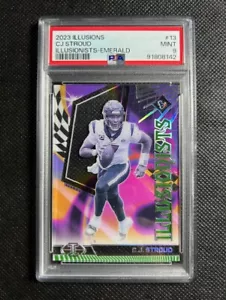 2023 ILLUSIONS #13
CJ STROUD MINT
ILLUSIONISTS-EMERALD 9
PSA 91808142
ILLUSIONISTS
C.J. STROUD